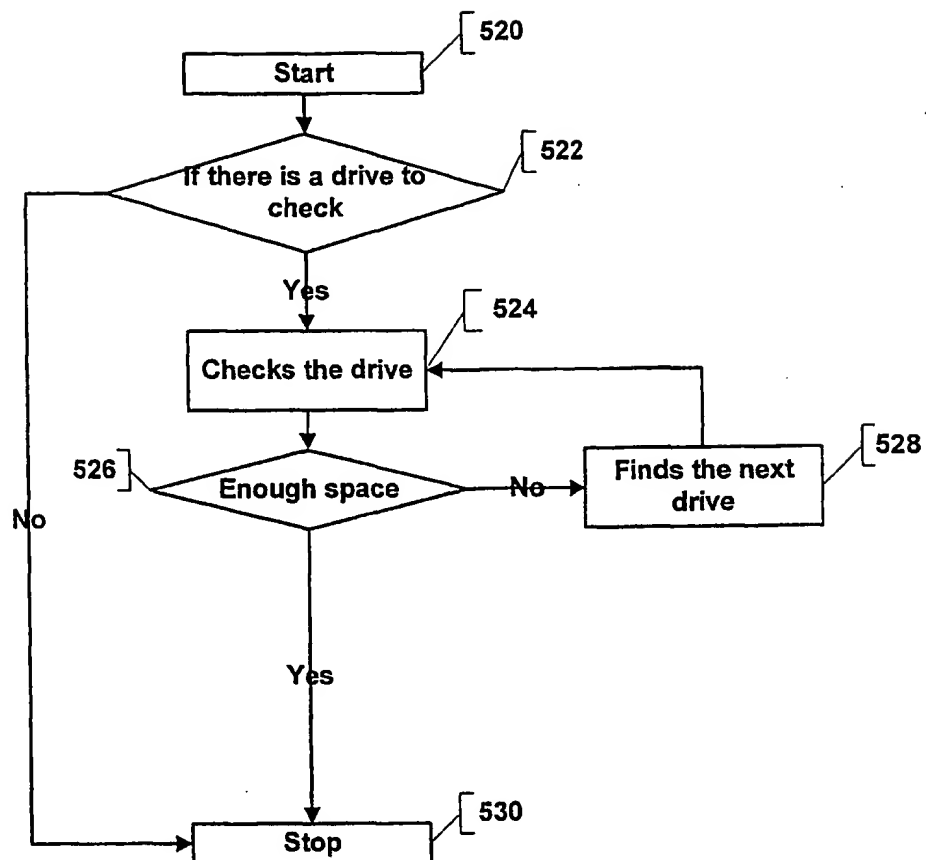 520
Start
522
If there is a drive to
check
Yes
524
Checks the drive
526
Enough space
No
Finds the next
drive
528
No
Yes
530
Stop